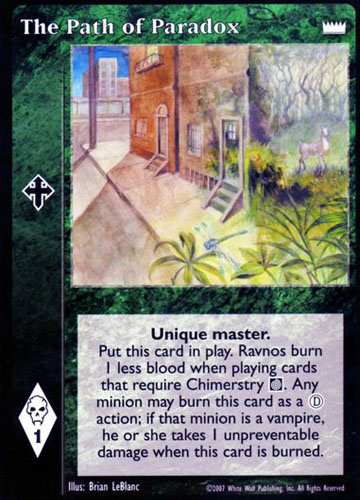 The Path of Paradox
Unique master.
Put this card in play. Ravnos burn
1 less blood when playing cards
that require Chimerstry. Any
minion may burn this card as a Ⓓ
action; if that minion is a vampire,
he or she takes 1 unpreventable
damage when this card is burned.
1
Illus: Brian LeBlanc
©2007 White Wolf Publishing, Inc. All Rights Reserved